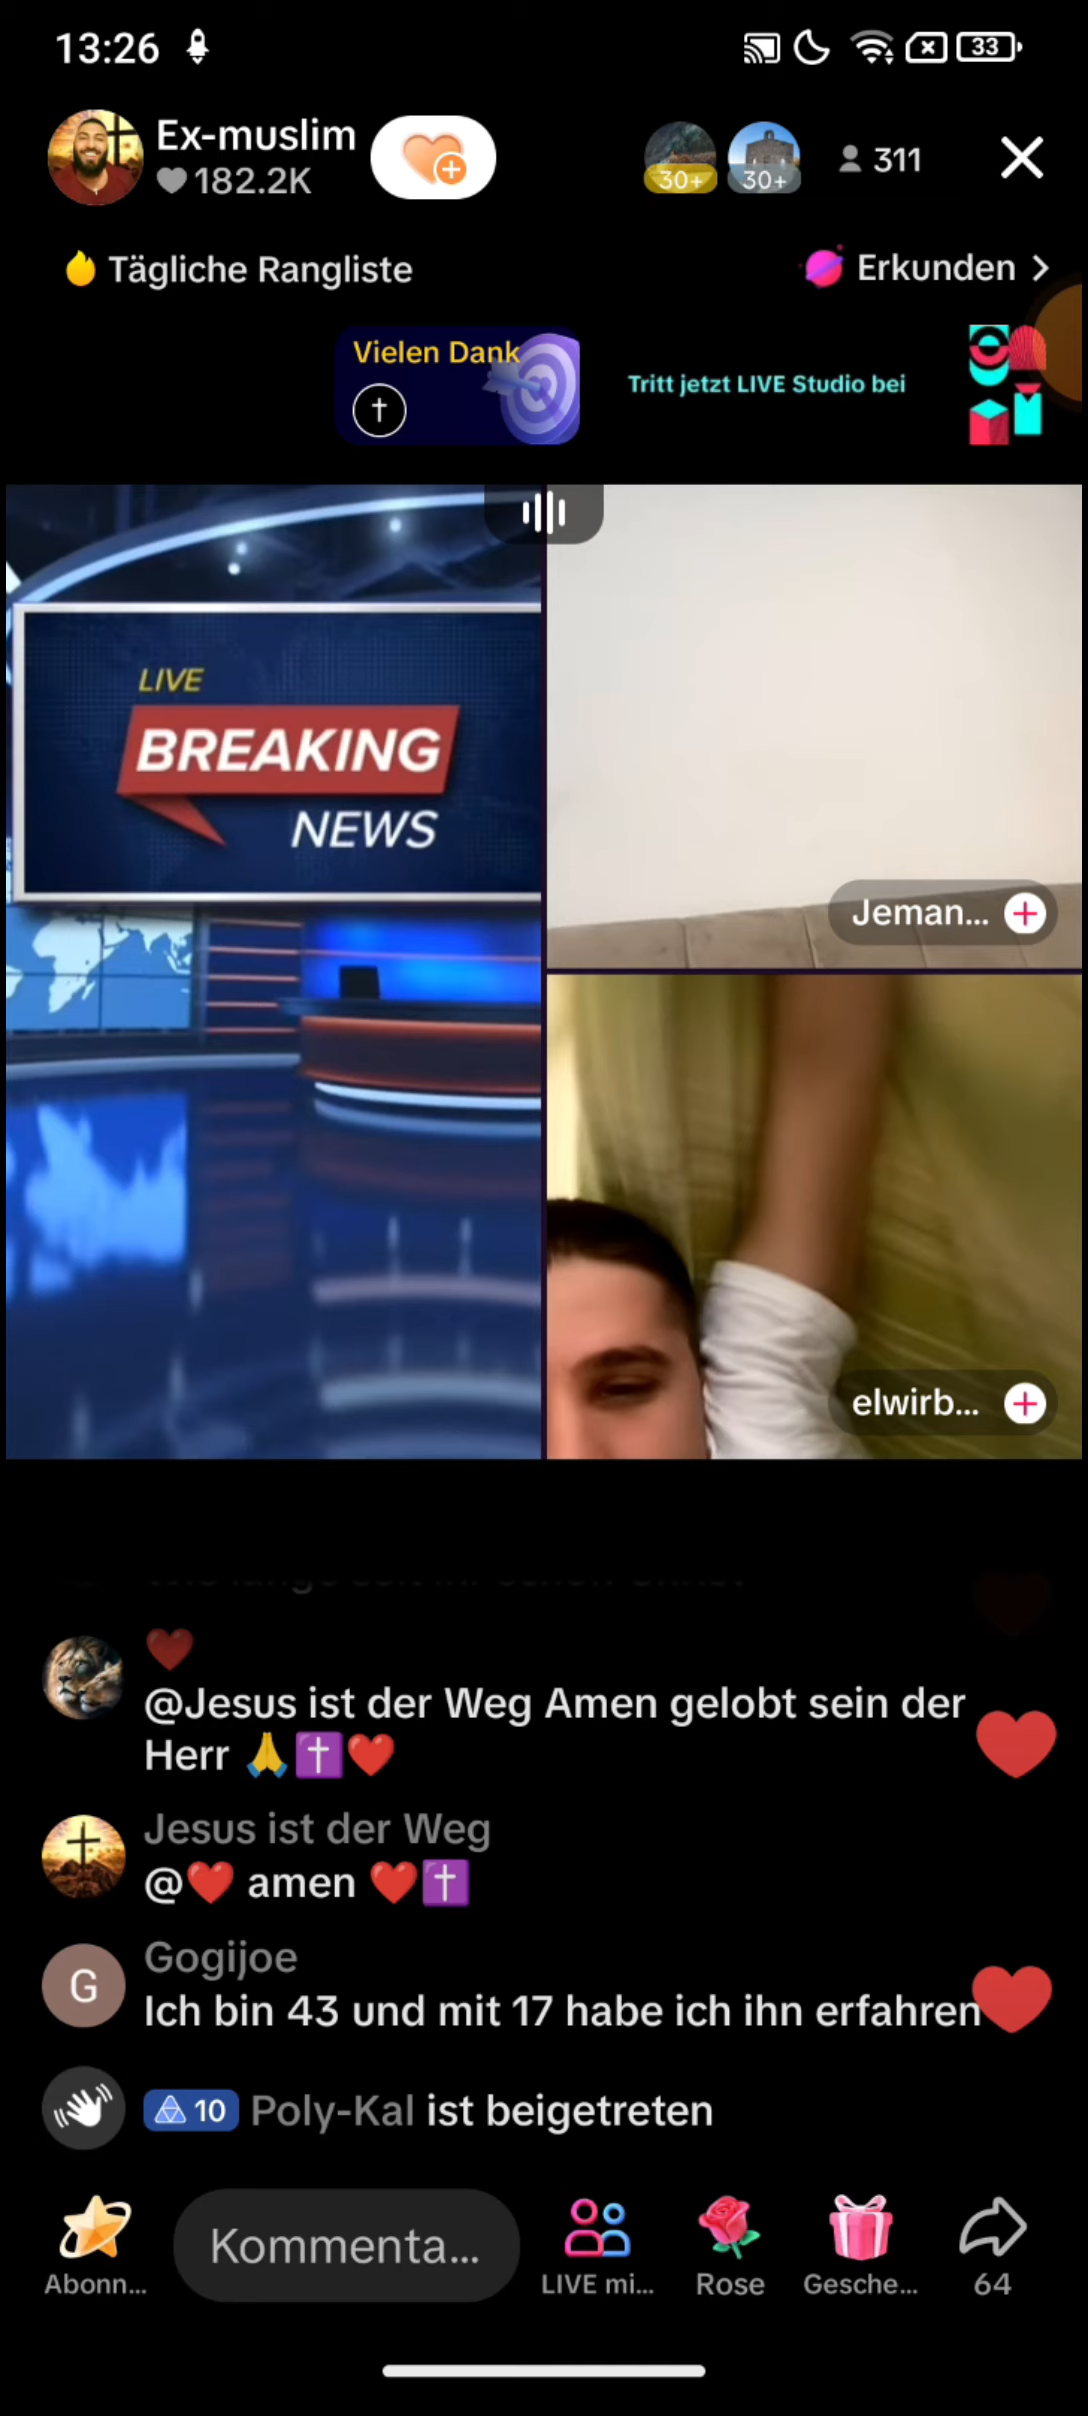 13:26
33
Ex-muslim
182.2K
30+
30+
311
Tägliche Rangliste
Erkunden
Vielen Dank
Tritt jetzt LIVE Studio bei
LIVE
BREAKING
NEWS
Jeman...
elwirb...
@Jesus ist der Weg Amen gelobt sein der
Herr 🙏✝️❤️
Jesus ist der Weg
@❤️ amen ❤️✝️
Gogijoe
G
Ich bin 43 und mit 17 habe ich ihn erfahren
10 Poly-Kal ist beigetreten
Kommenta...
Abonn...
LIVE mi...
Rose
Gesche...
64